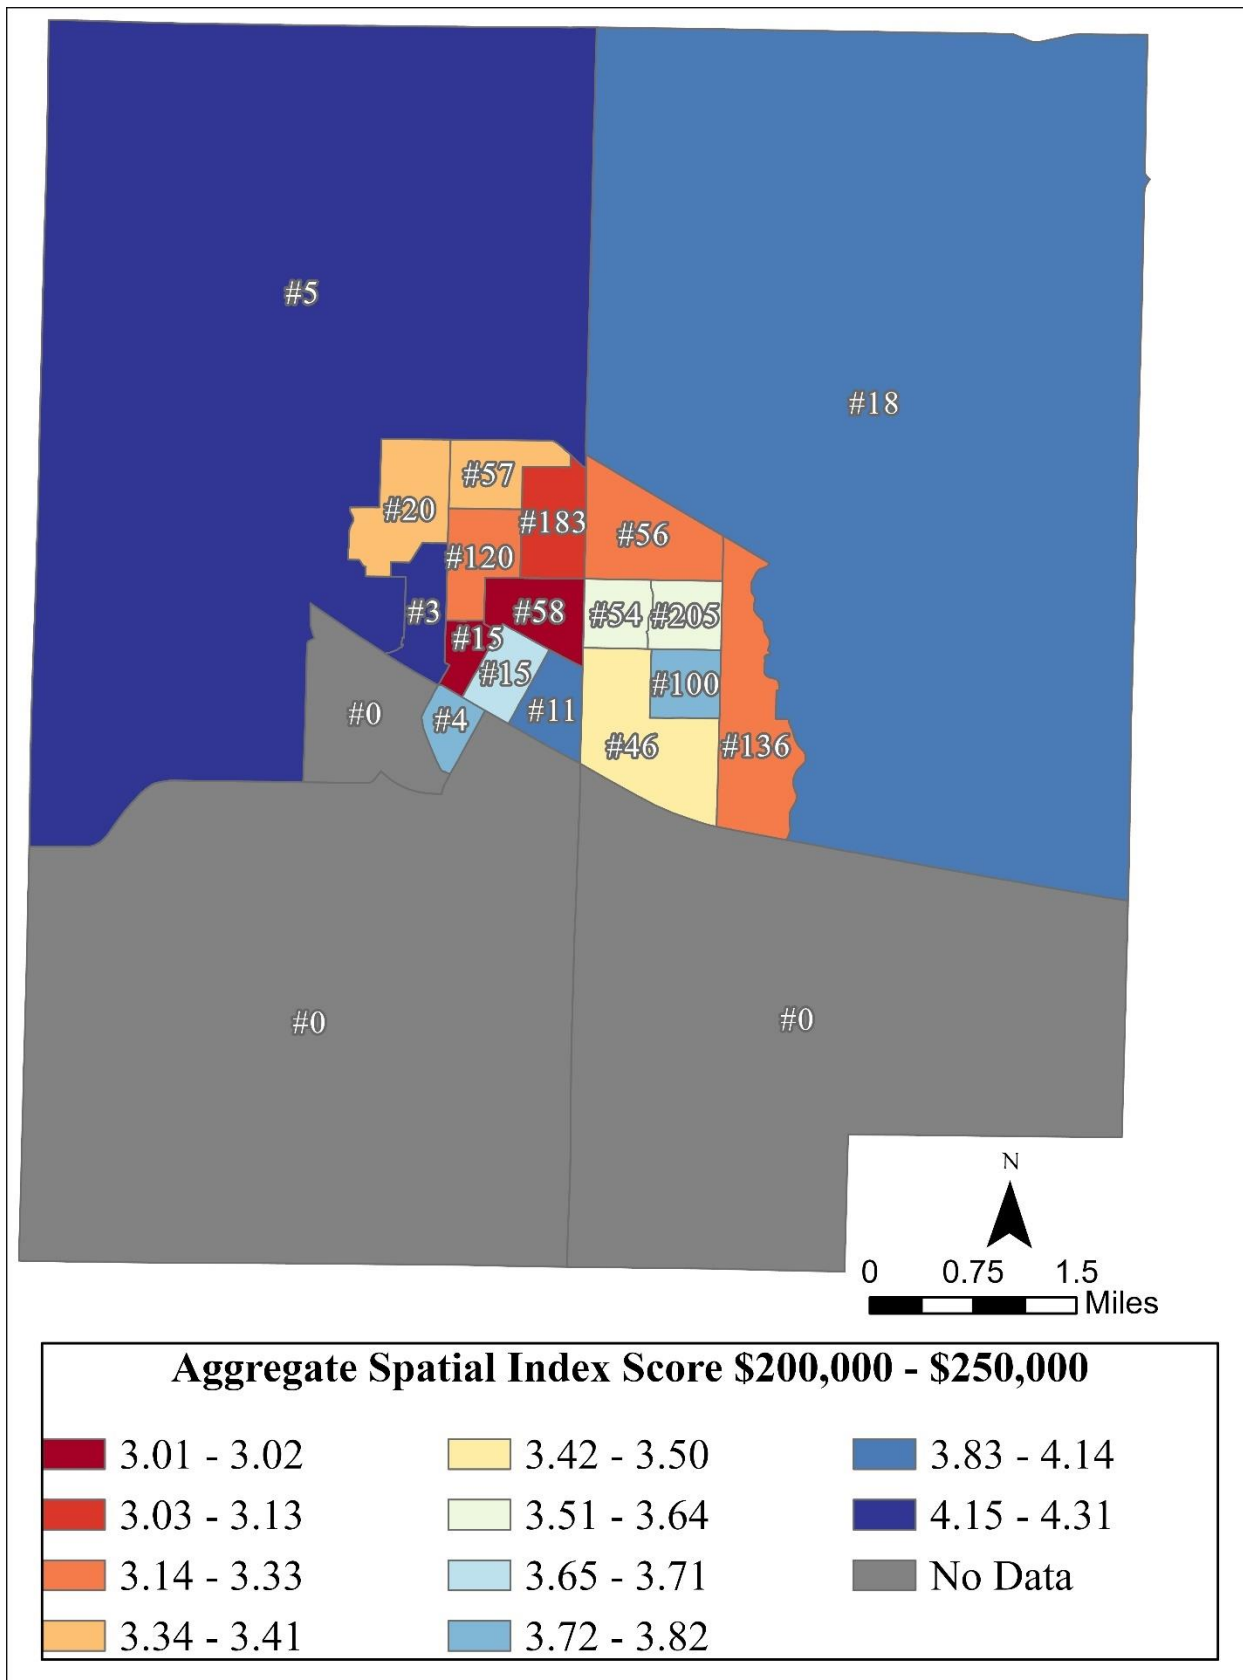 #5
#18
#57
#20
#183
#56
#120
#3
#58
#54
#205
#15
#15
#100
#0
#4
#11
#46
#136
#0
#0
N
0 0.75 1.5
Miles
Aggregate Spatial Index Score $200,000 - $250,000
3.01 - 3.02
3.03 - 3.13
3.14 - 3.33
3.34 - 3.41
3.42 - 3.50
3.51 - 3.64
3.65 - 3.71
3.72 - 3.82
3.83 - 4.14
4.15 - 4.31
No Data